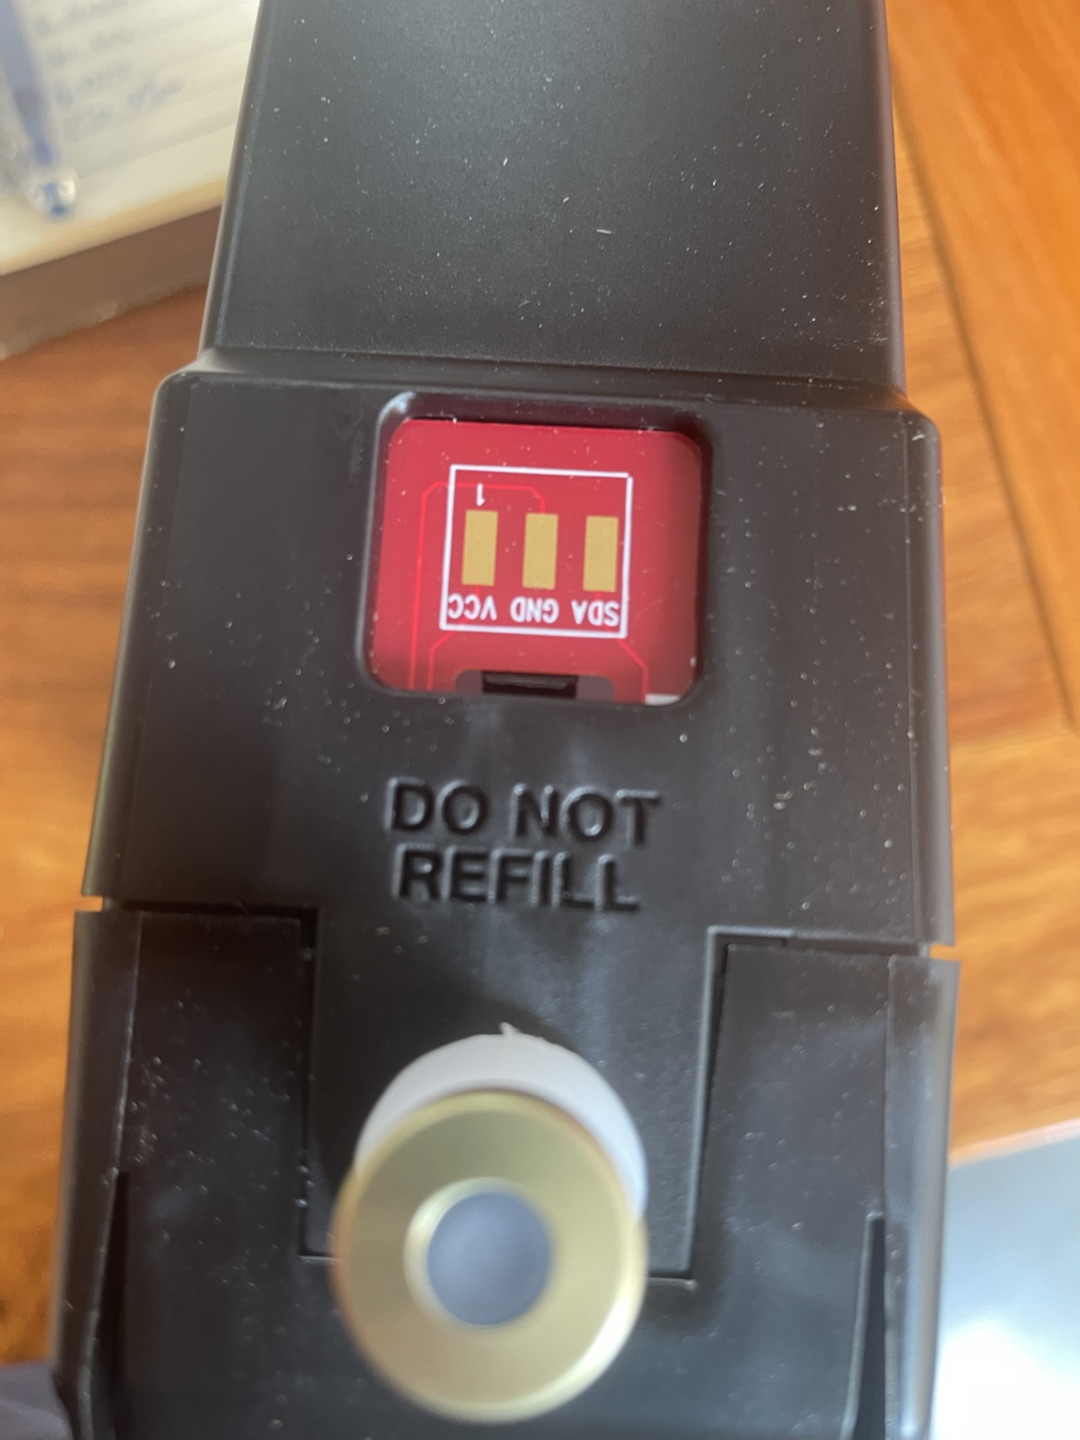 1
VCC GND SDA
DO NOT
REFILL